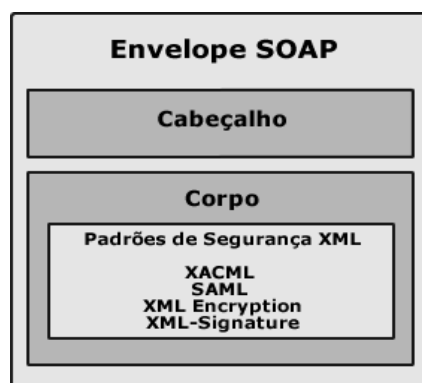 Envelope SOAP
Cabeçalho
Corpo
Padrões de Segurança XML
XACML
SAML
XML Encryption
XML-Signature